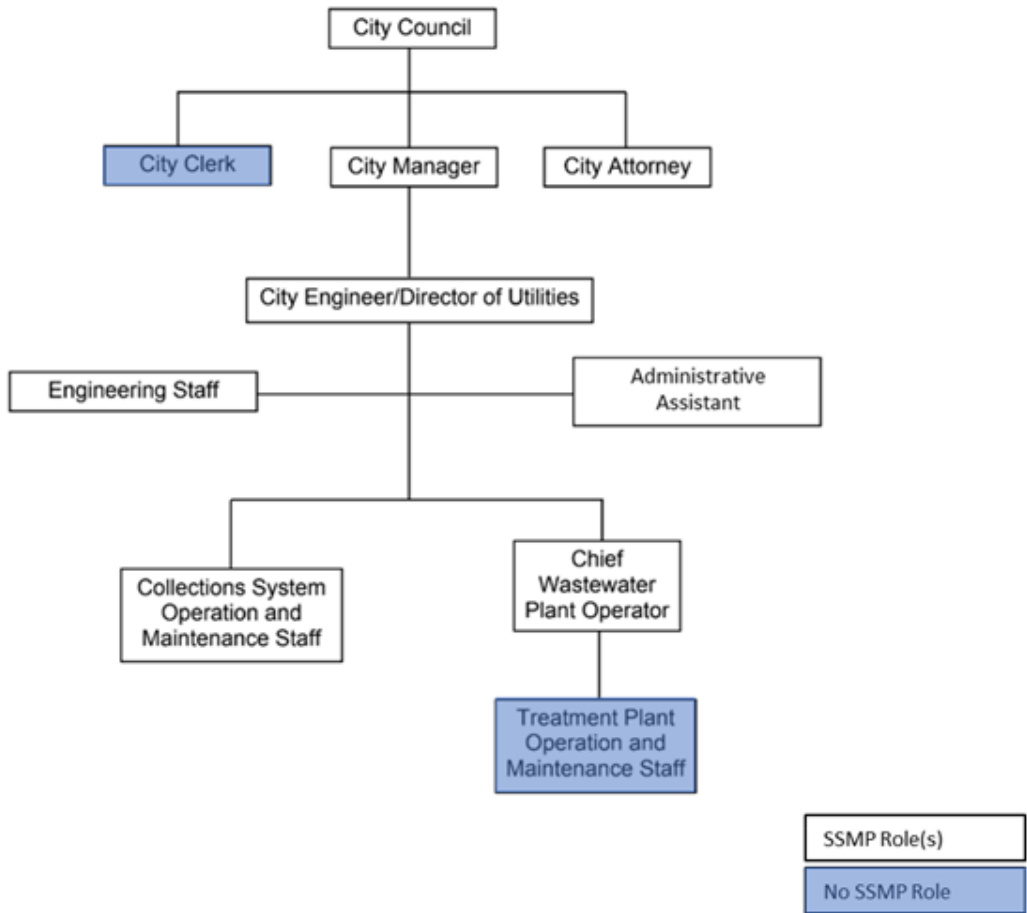 City Council
City Clerk
City Manager
City Attorney
City Engineer/Director of Utilities
Engineering Staff
Administrative
Assistant
Collections System
Operation and
Maintenance Staff
Chief
Wastewater
Plant Operator
Treatment Plant
Operation and
Maintenance Staff
SSMP Role(s)
No SSMP Role